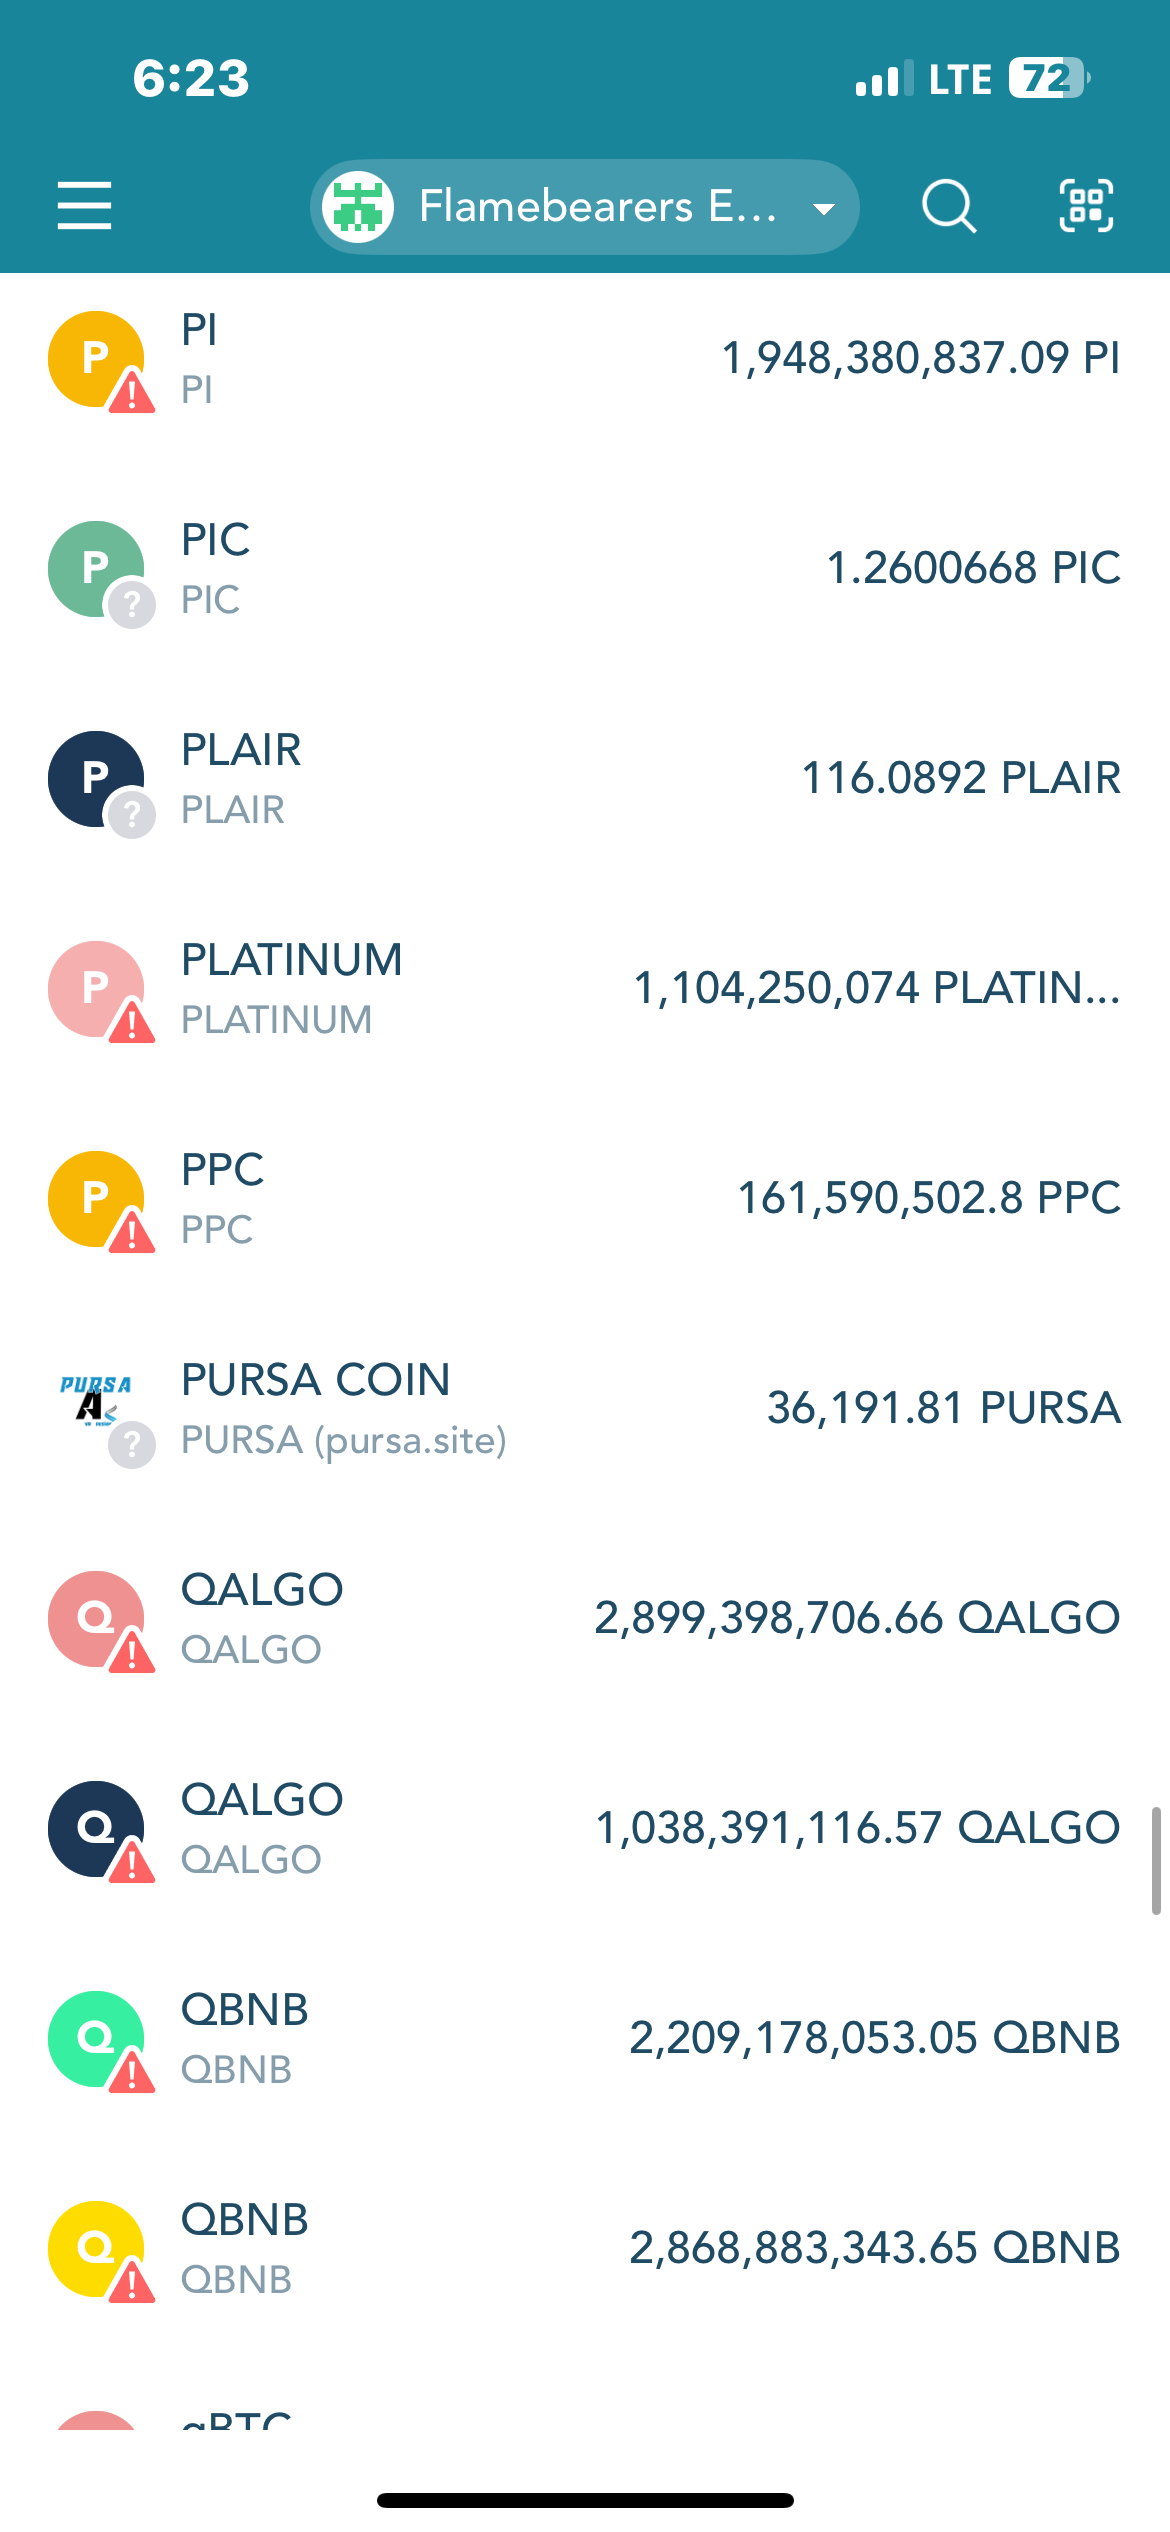 6:23
LTE 72
Flamebearers E...
P
PI
PI
1,948,380,837.09 PI
P
?
PIC
PIC
1.2600668 PIC
P
?
PLAIR
PLAIR
116.0892 PLAIR
P
PLATINUM
PLATINUM
1,104,250,074 PLATIN...
P
PPC
PPC
161,590,502.8 PPC
PURSA
?
PURSA COIN
PURSA (pursa.site)
36,191.81 PURSA
Q
QALGO
QALGO
2,899,398,706.66 QALGO
Q
QALGO
QALGO
1,038,391,116.57 QALGO
Q
QBNB
QBNB
2,209,178,053.05 QBNB
Q
QBNB
QBNB
2,868,883,343.65 QBNB
qBTC